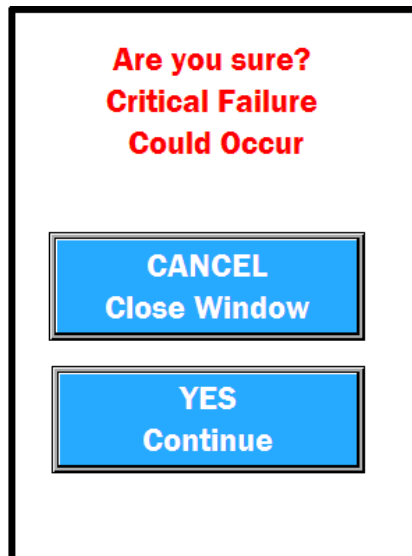 Are you sure?
Critical Failure
Could Occur
CANCEL
Close Window
YES
Continue